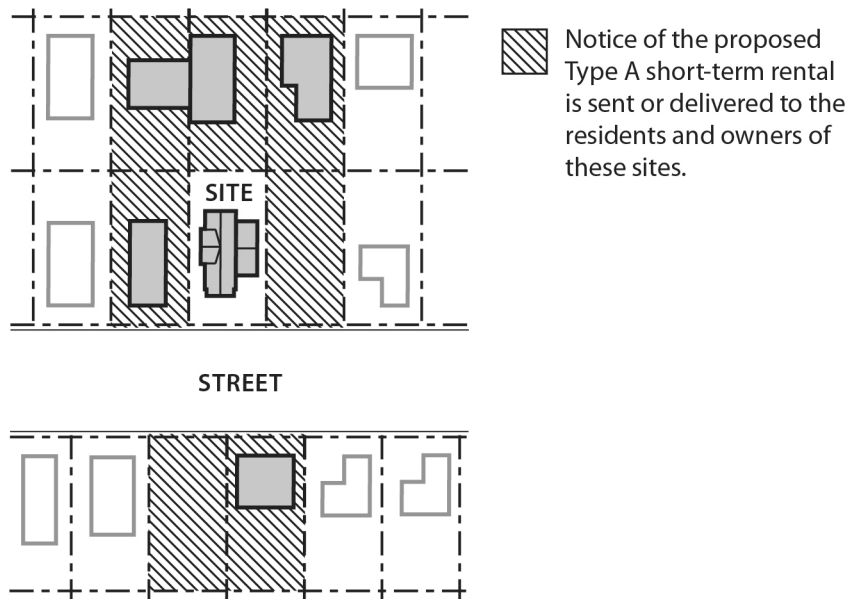 Notice of the proposed
Type A short-term rental
is sent or delivered to the
residents and owners of
these sites.
SITE
STREET